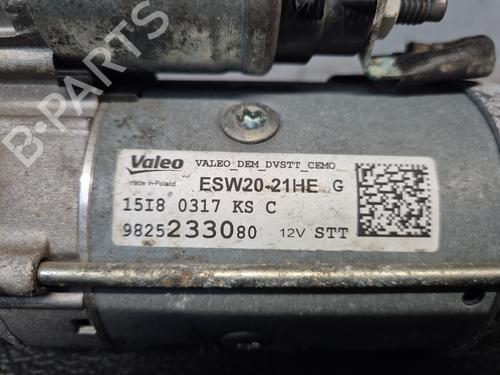 B-PARTS
Valeo VALEO_DEM_DVSTT_CEMO
made in Poland ESW20-21HE G
15I8 0317 KS C
9825233080 12V STT